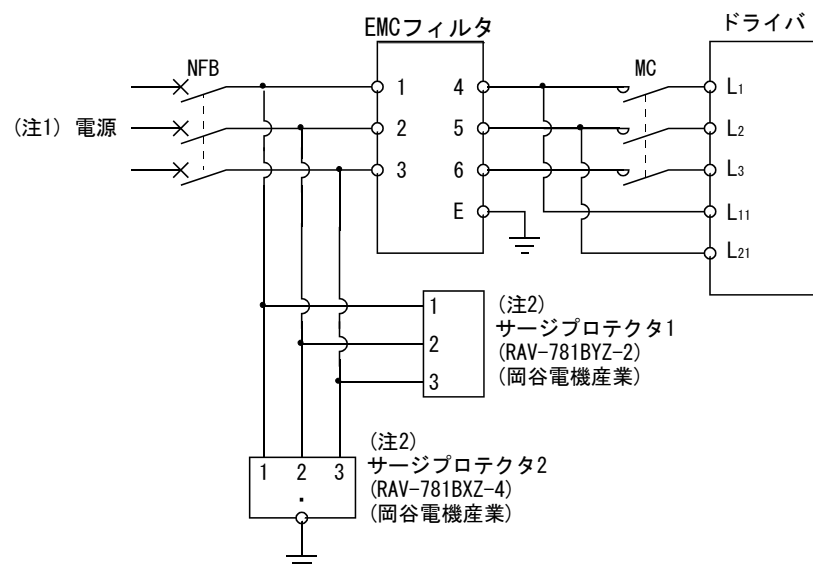 ドライバ
EMCフィルタ
NFB
MC
1 4
L1
(注1) 電源
2 5
L2
3 6
L3
E
L11
L21
1
2
3
(注2)
サージプロテクタ1
(RAV-781BYZ-2)
(岡谷電機産業)
1 2 3
(注2)
サージプロテクタ2
(RAV-781BXZ-4)
(岡谷電機産業)